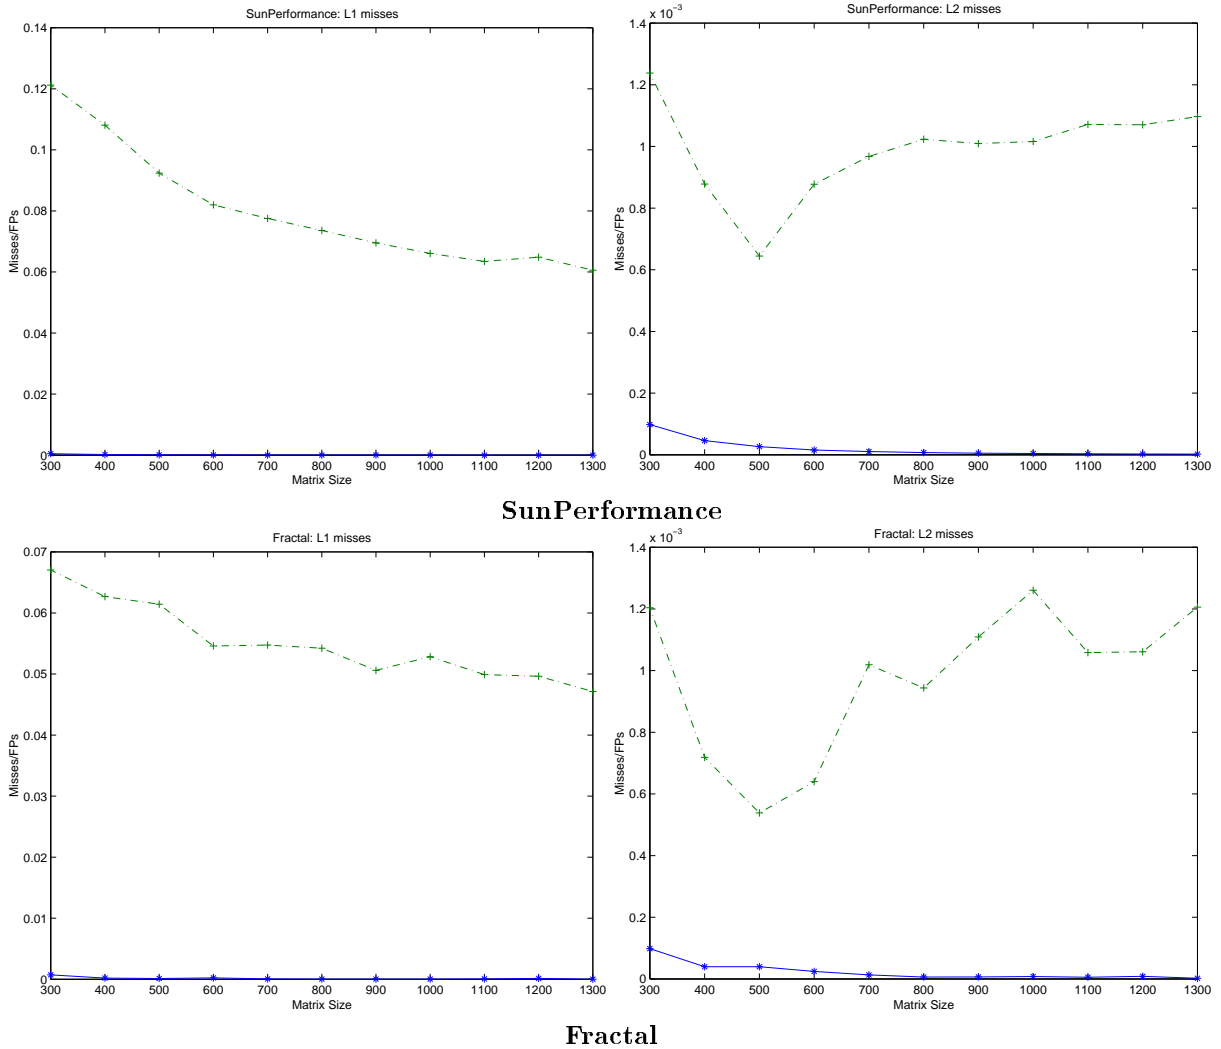 SunPerformance: L1 misses
0.14
0.12
0.1
0.08
0.06
0.04
0.02
0
Misses/FPs
300 400 500 600 700 800 900 1000 1100 1200 1300
Matrix Size
SunPerformance: L2 misses
x 10⁻³
1.4
1.2
1
0.8
0.6
0.4
0.2
0
Misses/FPs
300 400 500 600 700 800 900 1000 1100 1200 1300
Matrix Size
SunPerformance
Fractal: L1 misses
0.07
0.06
0.05
0.04
0.03
0.02
0.01
0
Misses/FPs
300 400 500 600 700 800 900 1000 1100 1200 1300
Matrix Size
Fractal: L2 misses
x 10⁻³
1.4
1.2
1
0.8
0.6
0.4
0.2
0
Misses/FPs
300 400 500 600 700 800 900 1000 1100 1200 1300
Matrix Size
Fractal